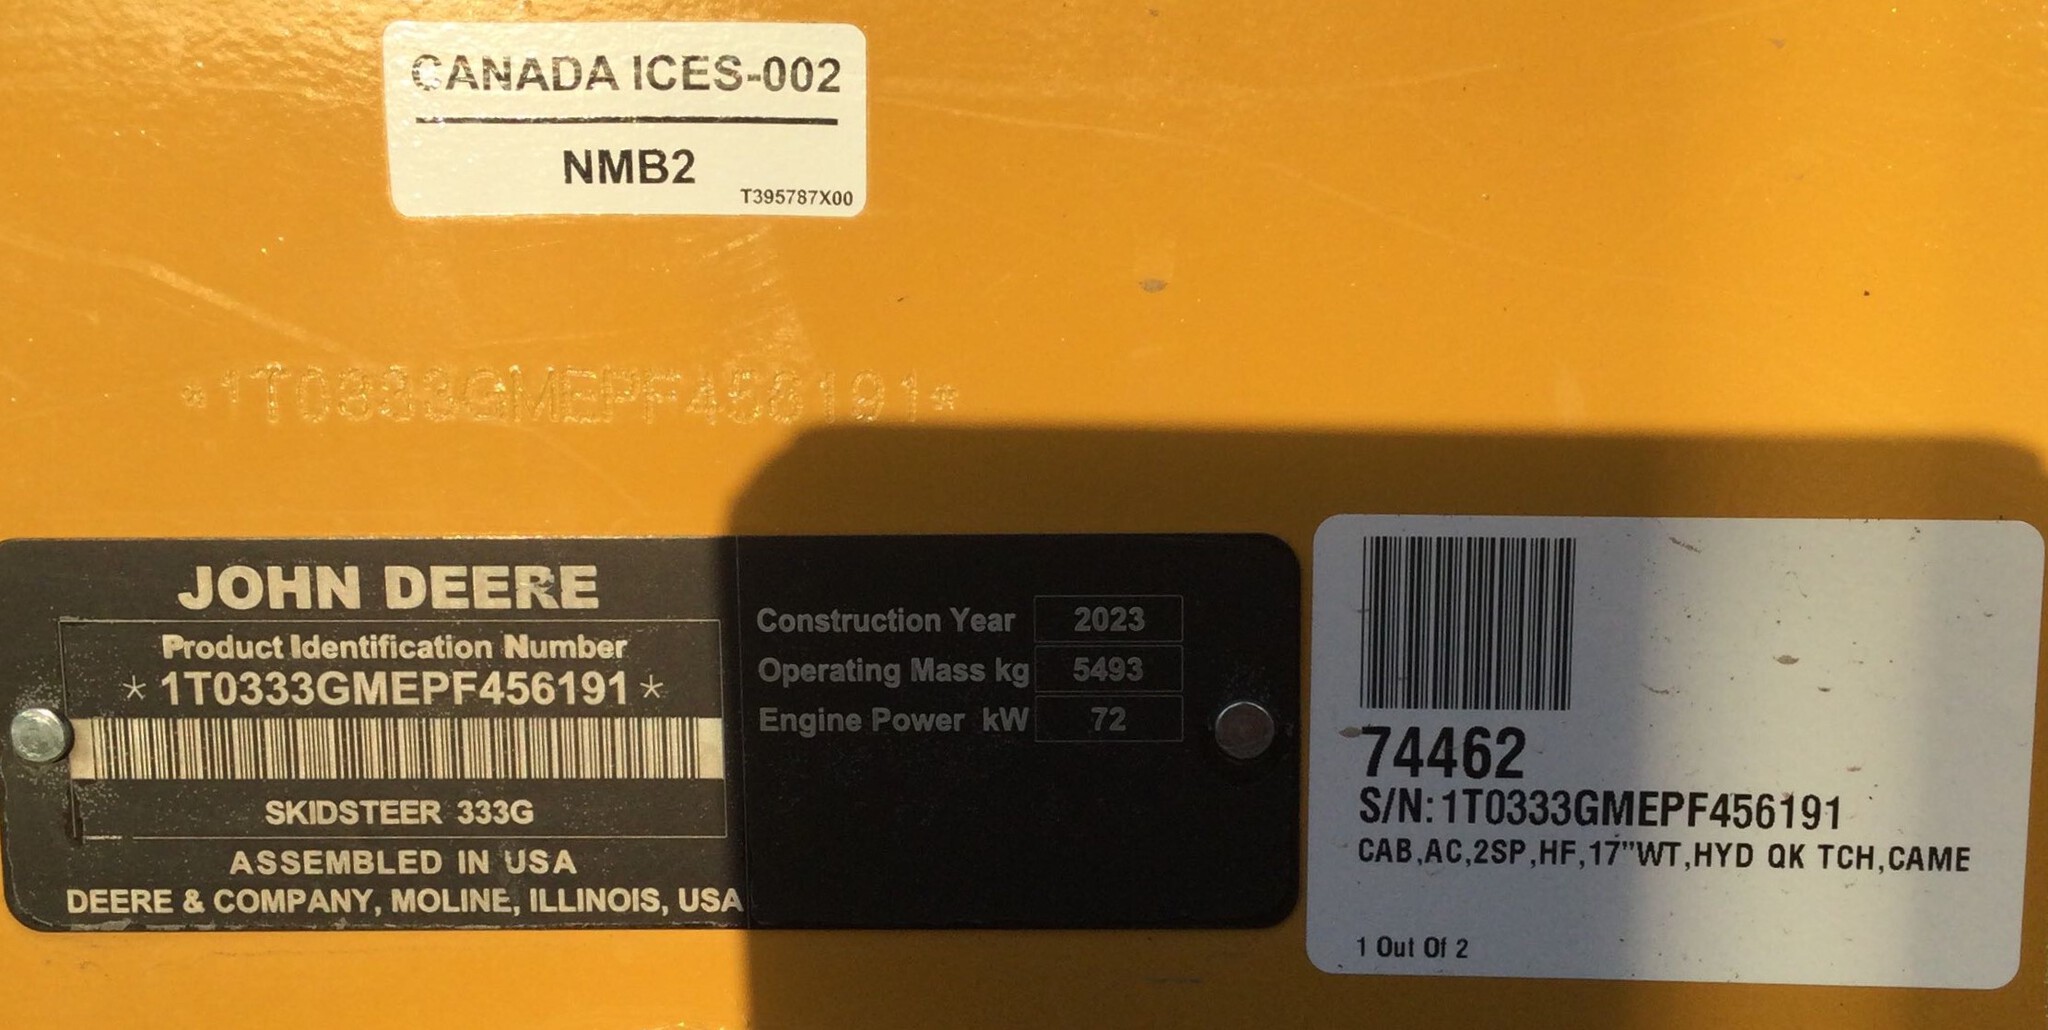 CANADA ICES-002
NMB2
T395787X00
*1T0333GMEPF456191*
JOHN DEERE
Product Identification Number
*1T0333GMEPF456191*
SKIDSTEER 333G
ASSEMBLED IN USA
DEERE & COMPANY, MOLINE, ILLINOIS, USA
Construction Year 2023
Operating Mass kg 5493
Engine Power kW 72
74462
S/N: 1T0333GMEPF456191
CAB,AC,2SP,HF,17"WT,HYD QK TCH,CAME
1 Out Of 2